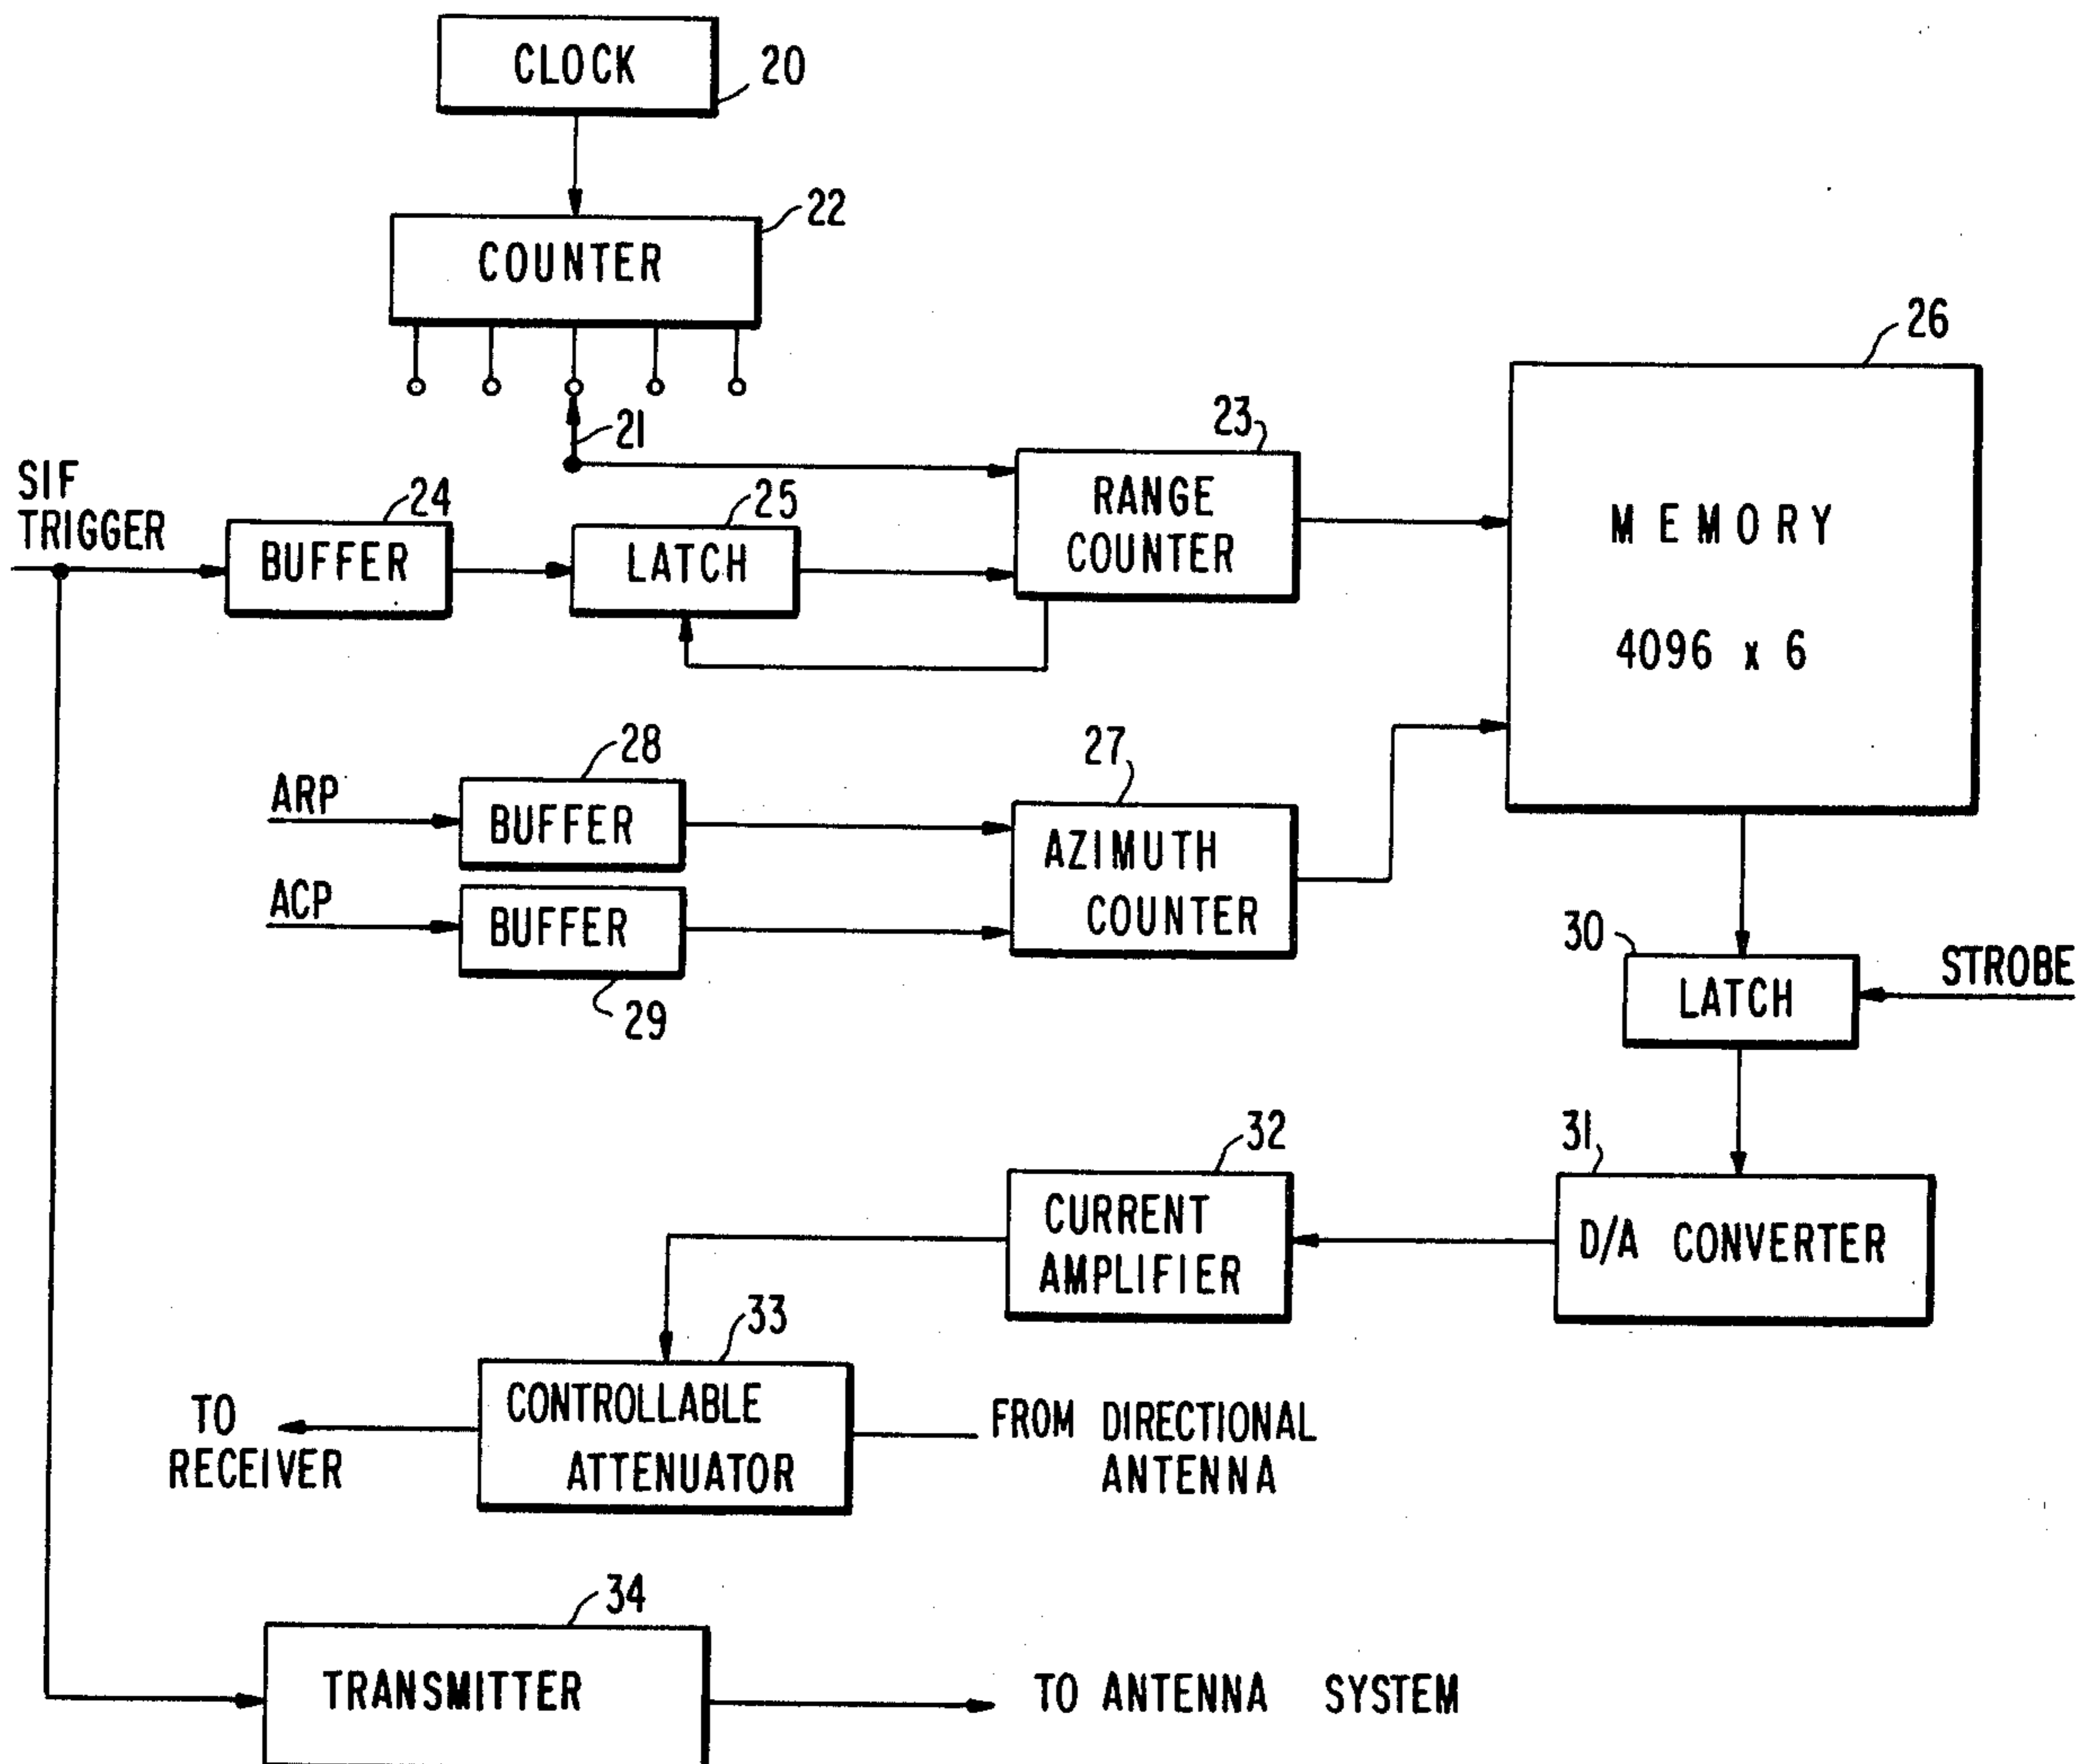 CLOCK
20
COUNTER
22
21
SIF
TRIGGER
BUFFER
24
LATCH
25
RANGE
COUNTER
23
MEMORY
4096 x 6
26
ARP
BUFFER
28
ACP
BUFFER
29
AZIMUTH
COUNTER
27
LATCH
30
STROBE
D/A CONVERTER
31
CURRENT
AMPLIFIER
32
CONTROLLABLE
ATTENUATOR
33
TO
RECEIVER
FROM DIRECTIONAL
ANTENNA
TRANSMITTER
34
TO ANTENNA SYSTEM